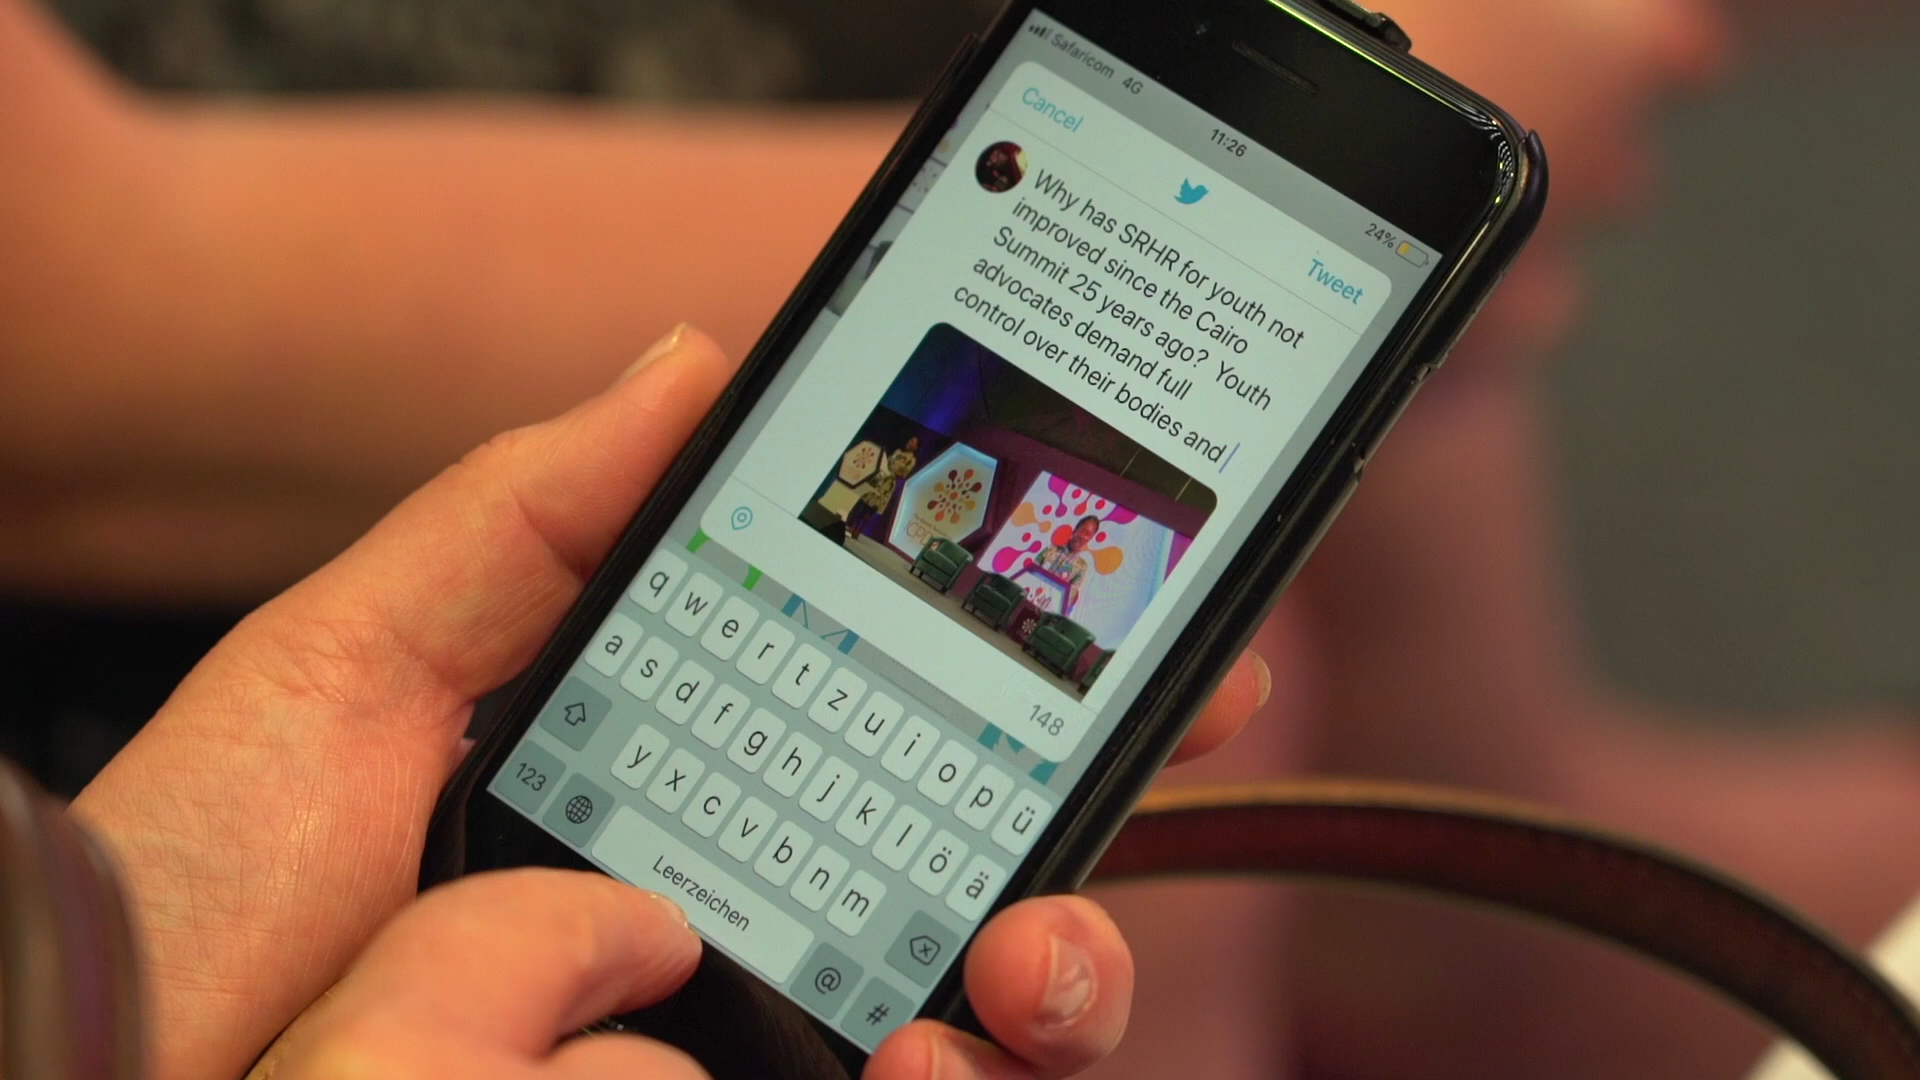 Safaricom 4G
11:26
24%
Cancel
Tweet
Why has SRHR for youth not
improved since the Cairo
Summit 25 years ago? Youth
advocates demand full
control over their bodies and
148
q w e r t z u i o p ü
a s d f g h j k l ö ä
y x c v b n m
123
Leerzeichen
@ #